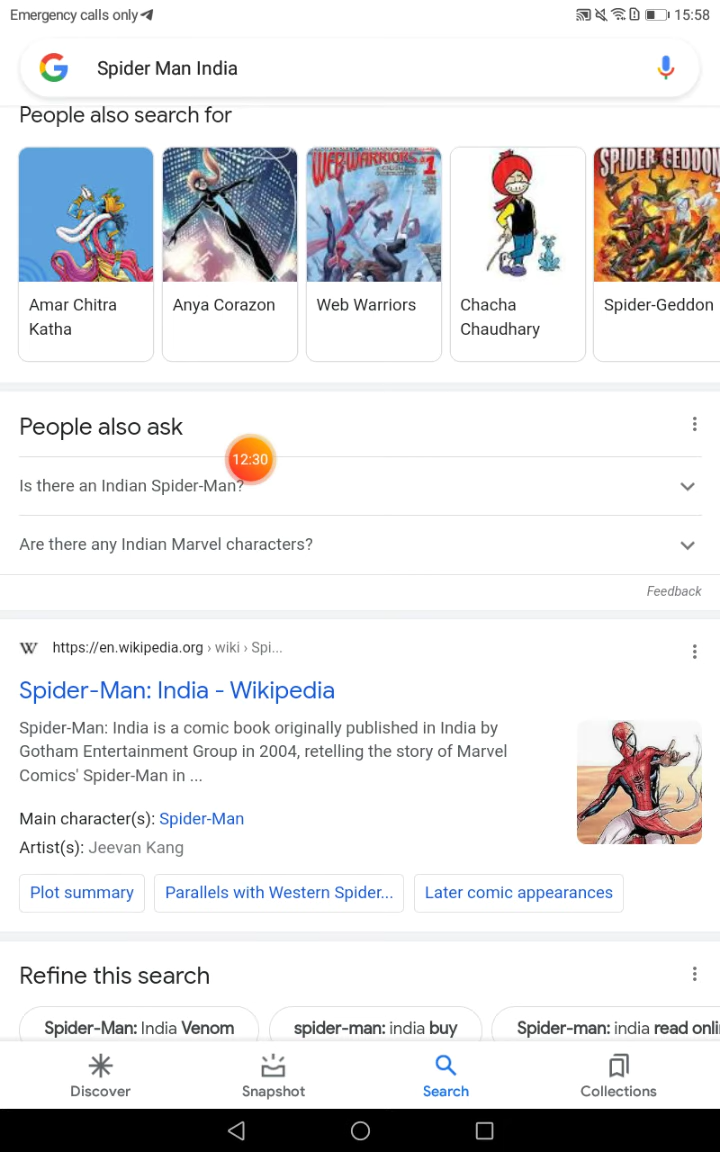 Emergency calls only
15:58
Spider Man India
People also search for
WEB WARRIORS #1
SPIDER GEDDON
Amar Chitra
Katha
Anya Corazon
Web Warriors
Chacha
Chaudhary
Spider-Geddon
People also ask
12:30
Is there an Indian Spider-Man?
Are there any Indian Marvel characters?
Feedback
W https://en.wikipedia.org › wiki › Spi...
Spider-Man: India - Wikipedia
Spider-Man: India is a comic book originally published in India by
Gotham Entertainment Group in 2004, retelling the story of Marvel
Comics' Spider-Man in ...
Main character(s): Spider-Man
Artist(s): Jeevan Kang
Plot summary
Parallels with Western Spider...
Later comic appearances
Refine this search
Spider-Man: India Venom
spider-man: india buy
Spider-man: india read onli
Discover
Snapshot
Search
Collections